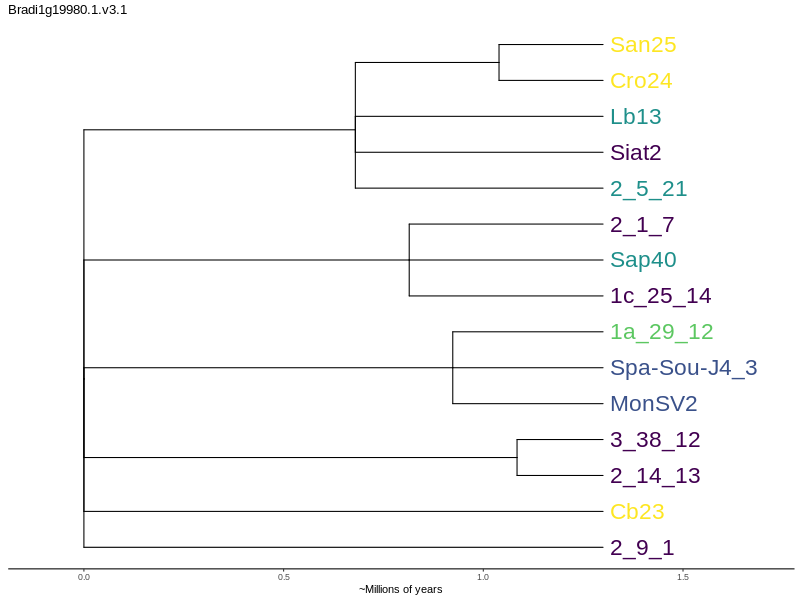 Bradi1g19980.1.v3.1
San25
Cro24
Lb13
Siat2
2_5_21
2_1_7
Sap40
1c_25_14
1a_29_12
Spa-Sou-J4_3
MonSV2
3_38_12
2_14_13
Cb23
2_9_1
0.0 0.5 1.0 1.5
~Millions of years